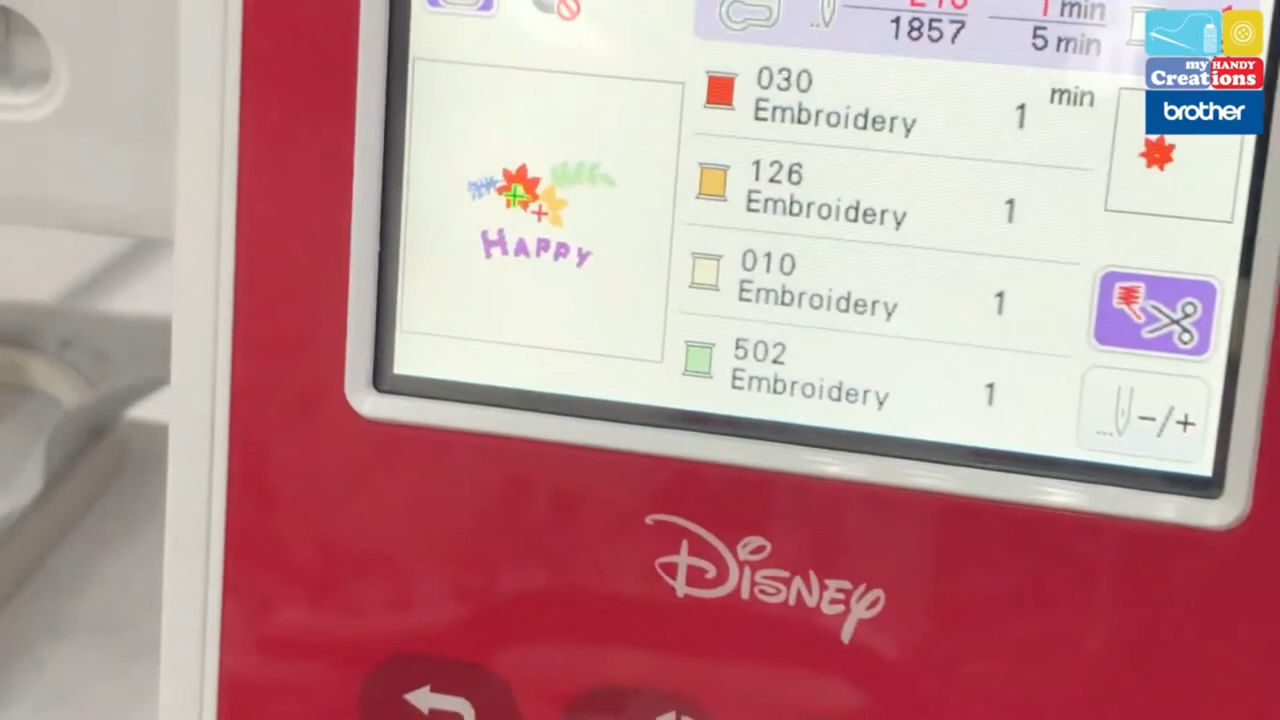 1 min
1857
5 min
my HANDY
Creations
brother
030
Embroidery
1
min
126
Embroidery
1
010
Embroidery
1
502
Embroidery
1
-/+
HAPPY
Disney